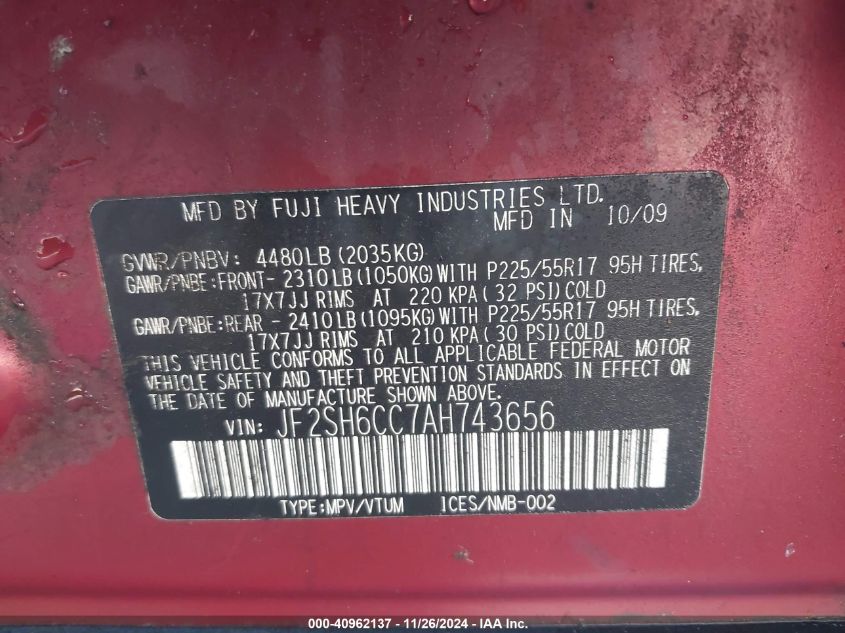 MFD BY FUJI HEAVY INDUSTRIES LTD.
MFD IN 10/09
GVWR/PNBV: 4480LB (2035KG)
GAWR/PNBE:FRONT- 2310LB (1050KG) WITH P225/55R17 95H TIRES,
17X7JJ RIMS AT 220 KPA ( 32 PSI) COLD
GAWR/PNBE:REAR - 2410LB (1095KG) WITH P225/55R17 95H TIRES,
17X7JJ RIMS AT 210 KPA ( 30 PSI) COLD
THIS VEHICLE CONFORMS TO ALL APPLICABLE FEDERAL MOTOR
VEHICLE SAFETY AND THEFT PREVENTION STANDARDS IN EFFECT ON
THE DATE OF MANUFACTURE SHOWN ABOVE.
VIN: JF2SH6CC7AH743656
TYPE:MPV/VTUM ICES/NMB-002
000-40962137 - 11/26/2024 - IAA Inc.